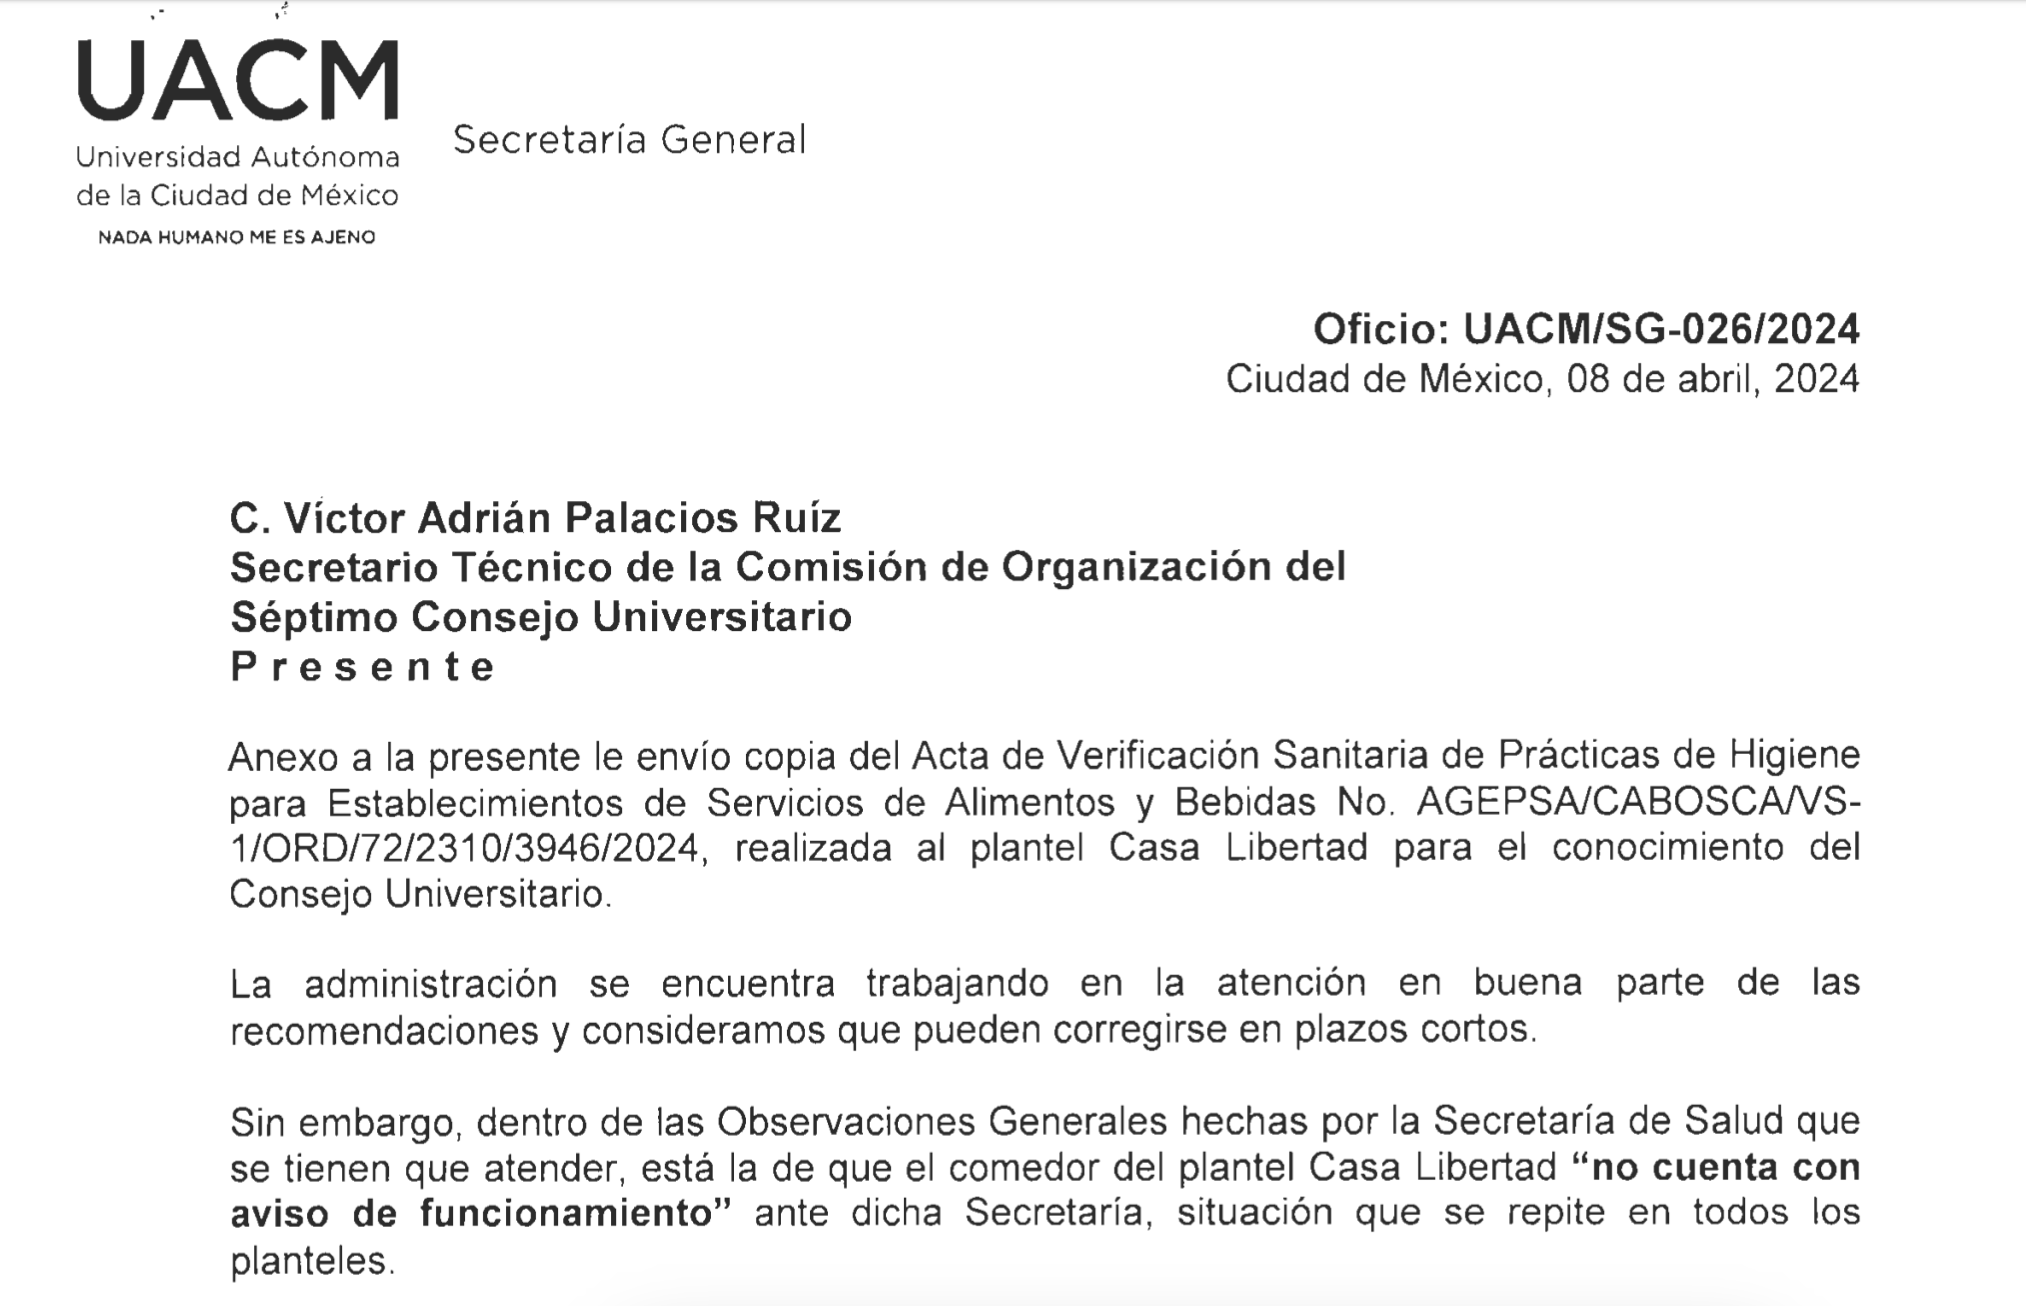 UACM
Universidad Autónoma
de la Ciudad de México
NADA HUMANO ME ES AJENO
Secretaría General
Oficio: UACM/SG-026/2024
Ciudad de México, 08 de abril, 2024
C. Víctor Adrián Palacios Ruíz
Secretario Técnico de la Comisión de Organización del
Séptimo Consejo Universitario
P r e s e n t e
Anexo a la presente le envío copia del Acta de Verificación Sanitaria de Prácticas de Higiene
para Establecimientos de Servicios de Alimentos y Bebidas No. AGEPSA/CABOSCA/VS-
1/ORD/72/2310/3946/2024, realizada al plantel Casa Libertad para el conocimiento del
Consejo Universitario.
La administración se encuentra trabajando en la atención en buena parte de las
recomendaciones y consideramos que pueden corregirse en plazos cortos.
Sin embargo, dentro de las Observaciones Generales hechas por la Secretaría de Salud que
se tienen que atender, está la de que el comedor del plantel Casa Libertad “no cuenta con
aviso de funcionamiento” ante dicha Secretaría, situación que se repite en todos los
planteles.